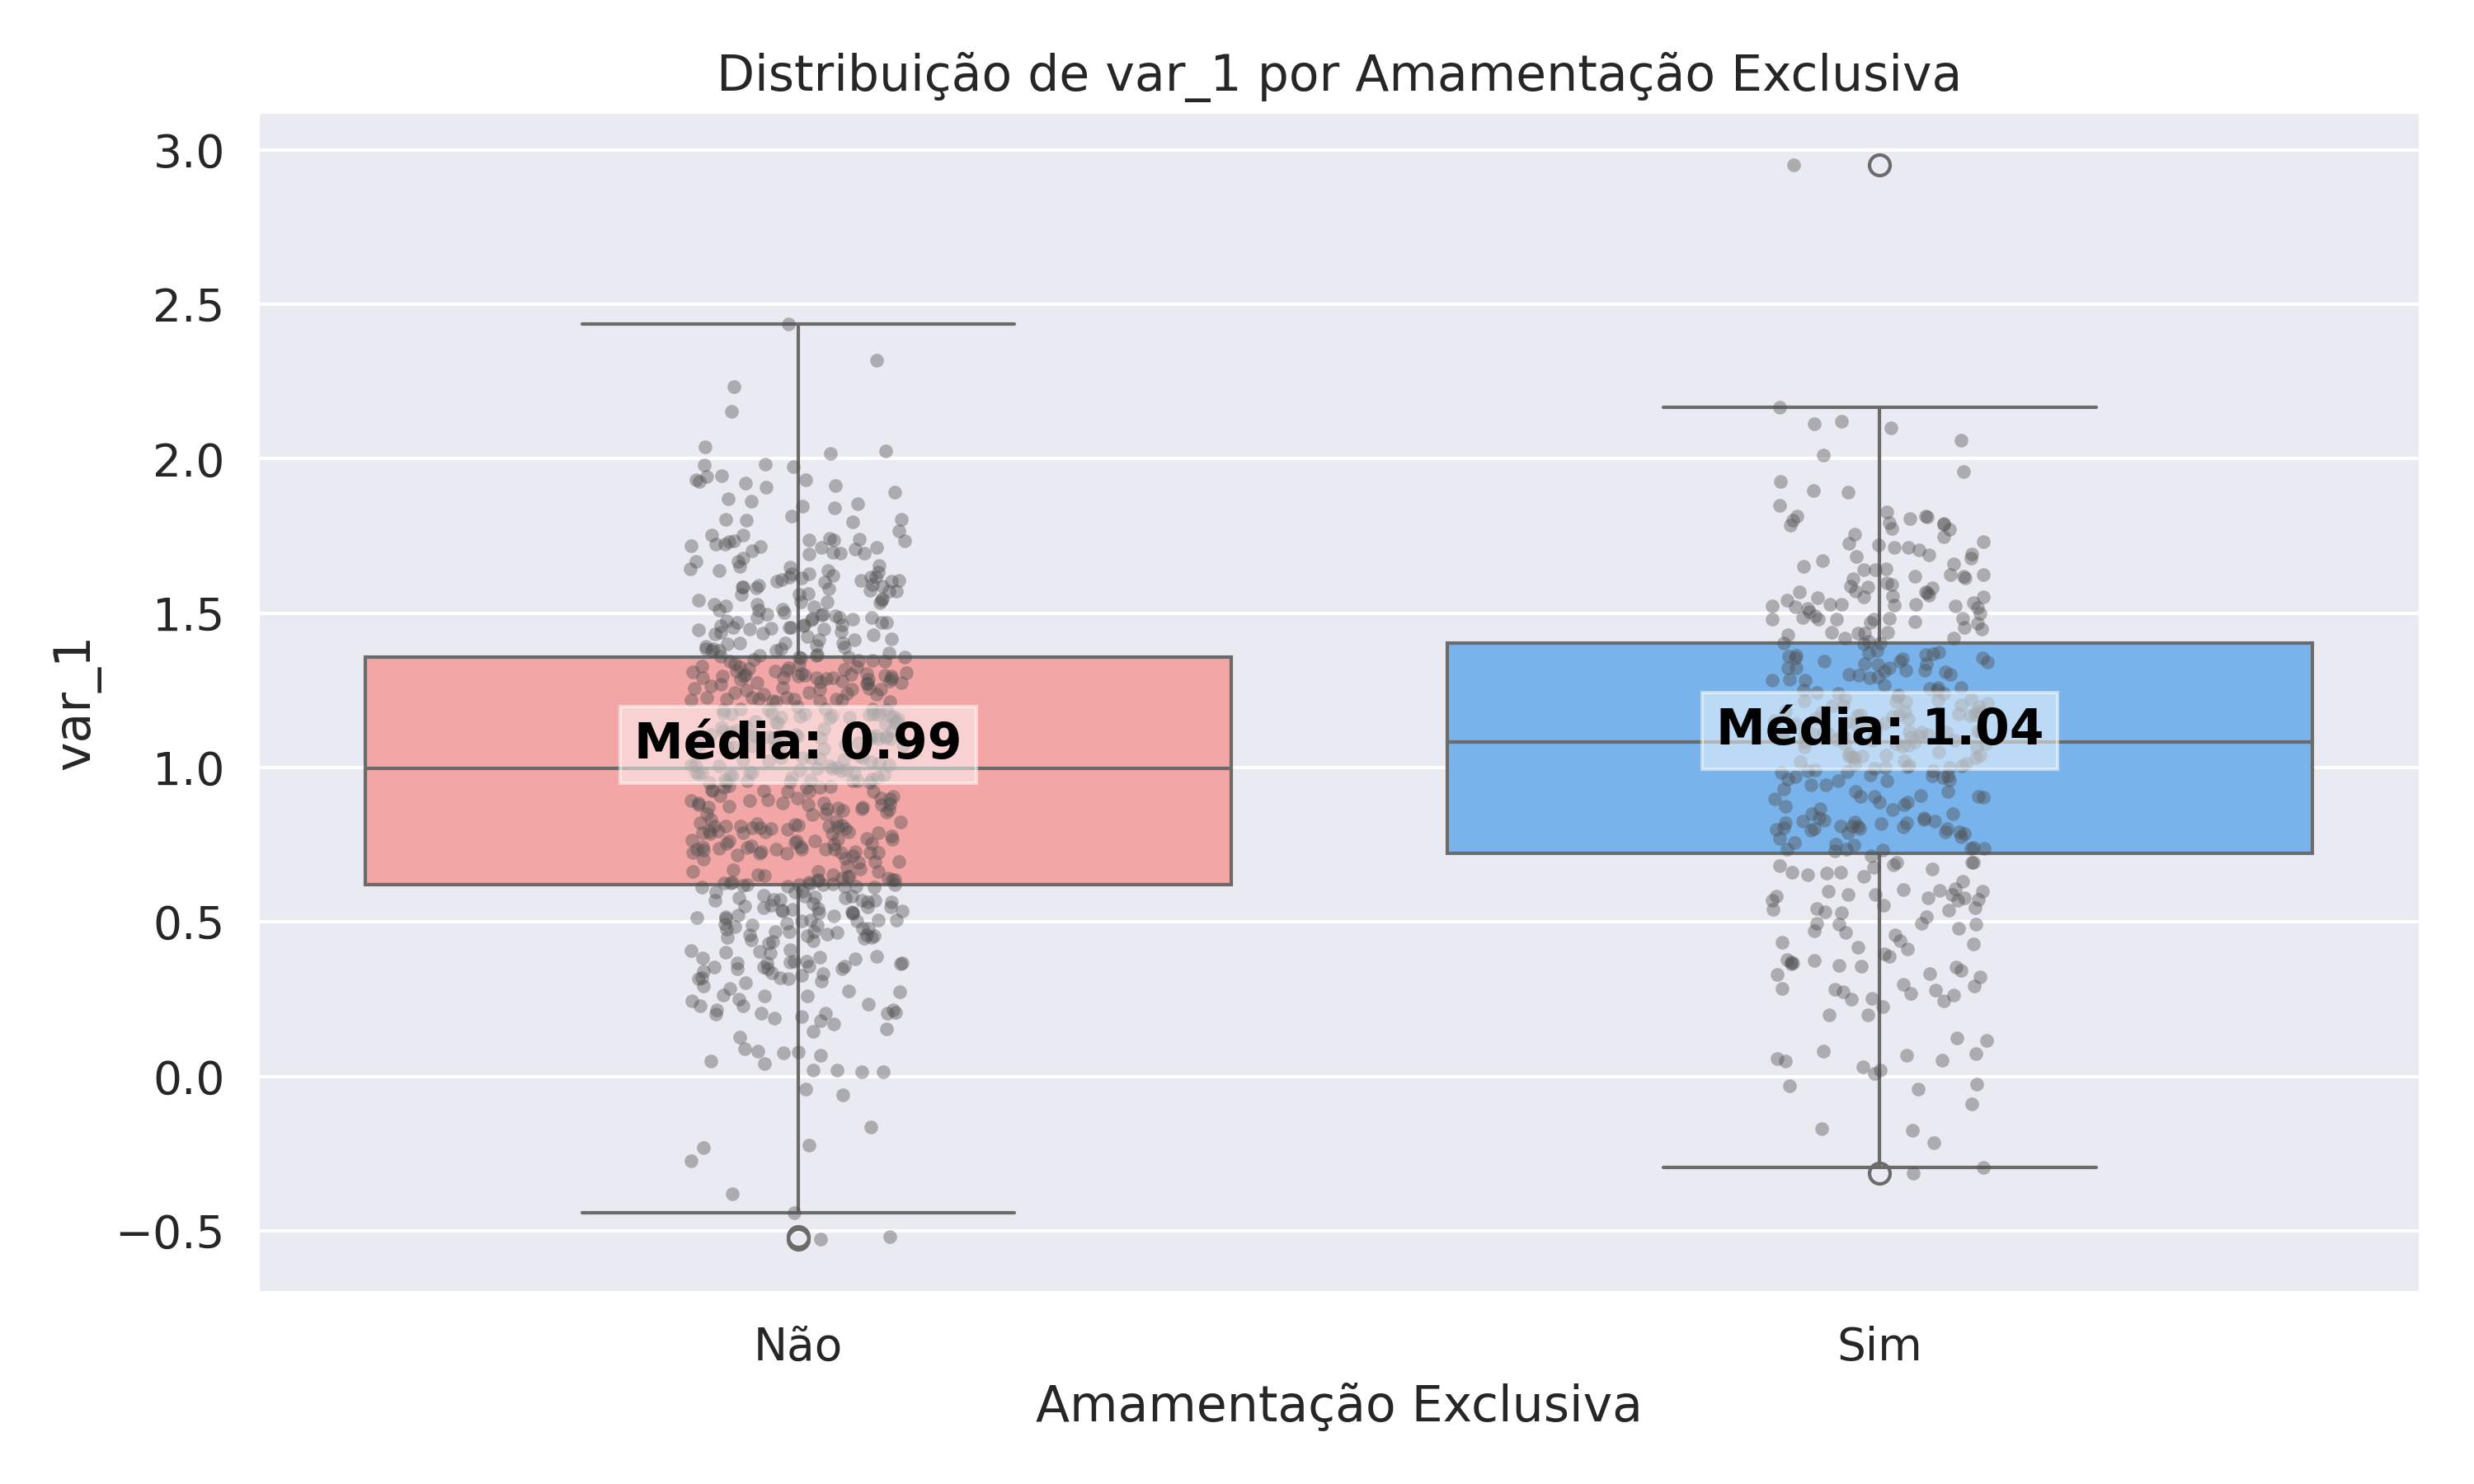 Distribuição de var_1 por Amamentação Exclusiva
3.0
2.5
2.0
1.5
1.0
0.5
0.0
−0.5
var_1
Média: 0.99
Média: 1.04
Não
Sim
Amamentação Exclusiva